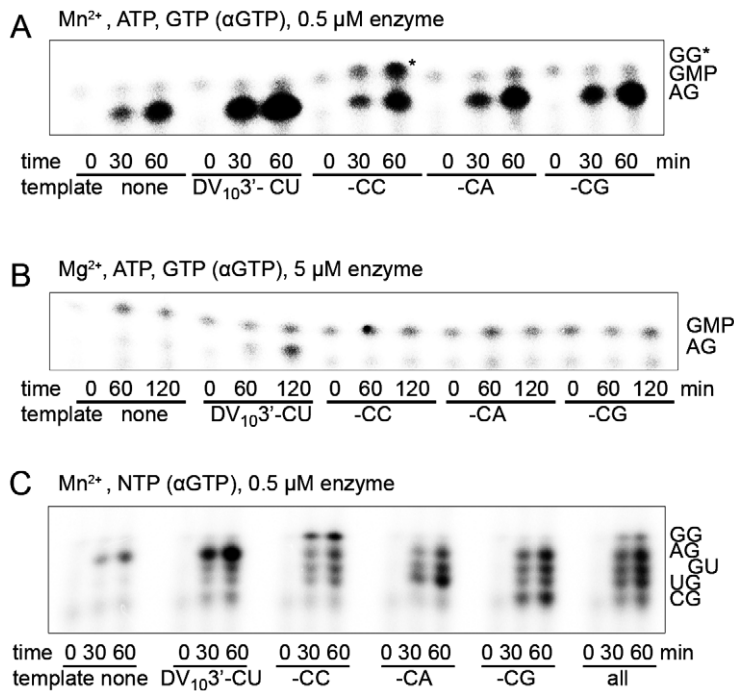 A
Mn²⁺, ATP, GTP (αGTP), 0.5 µM enzyme
*
GG*
GMP
AG
time 0 30 60 0 30 60 0 30 60 0 30 60 0 30 60 min
template none DV₁₀3'- CU -CC -CA -CG
B
Mg²⁺, ATP, GTP (αGTP), 5 µM enzyme
GMP
AG
time 0 60 120 0 60 120 0 60 120 0 60 120 0 60 120 min
template none DV₁₀3'-CU -CC -CA -CG
C
Mn²⁺, NTP (αGTP), 0.5 µM enzyme
GG
AG
GU
UG
CG
time 0 30 60 0 30 60 0 30 60 0 30 60 0 30 60 0 30 60 min
template none DV₁₀3'-CU -CC -CA -CG all